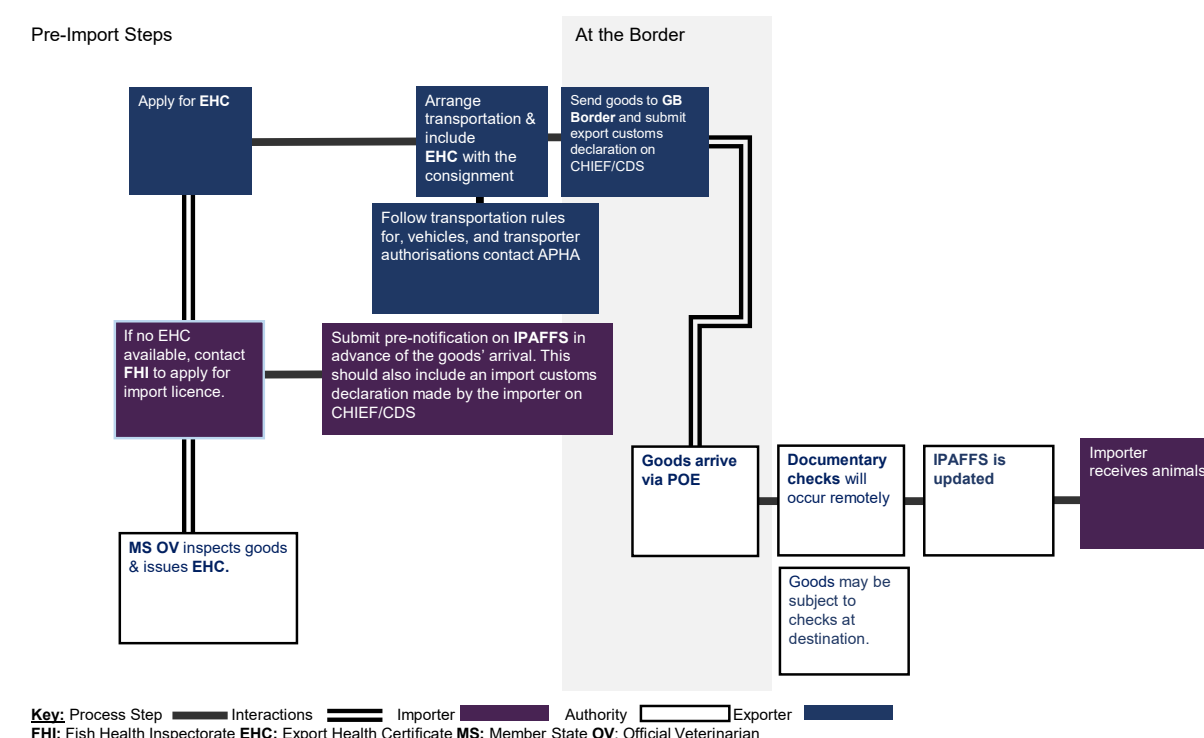 Pre-Import Steps
At the Border
Apply for EHC
Arrange
transportation &
include
EHC with the
consignment
Send goods to GB
Border and submit
export customs
declaration on
CHIEF/CDS
Follow transportation rules
for, vehicles, and transporter
authorisations contact APHA
If no EHC
available, contact
FHI to apply for
import licence.
Submit pre-notification on IPAFFS in
advance of the goods' arrival. This
should also include an import customs
declaration made by the importer on
CHIEF/CDS
Goods arrive
via POE
Documentary
checks will
occur remotely
IPAFFS is
updated
Importer
receives animals
MS OV inspects goods
& issues EHC.
Goods may be
subject to
checks at
destination.
Key: Process Step Interactions Importer Authority Exporter
FHI: Fish Health Inspectorate EHC: Export Health Certificate MS: Member State OV: Official Veterinarian